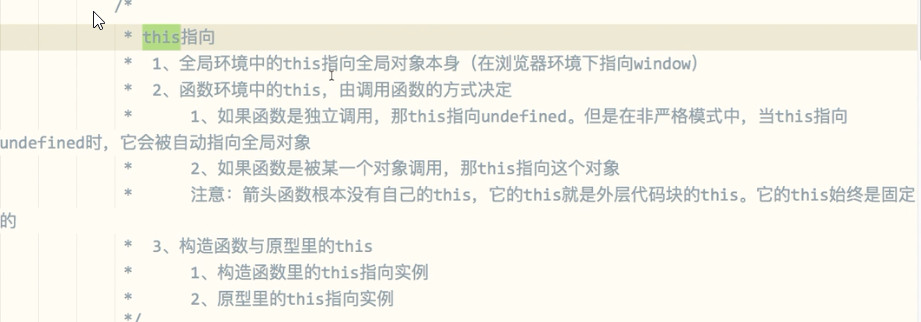 /*
* this指向
* 1、全局环境中的this指向全局对象本身（在浏览器环境下指向window）
* 2、函数环境中的this，由调用函数的方式决定
* 1、如果函数是独立调用，那this指向undefined。但是在非严格模式中，当this指向
undefined时，它会被自动指向全局对象
* 2、如果函数是被某一个对象调用，那this指向这个对象
* 注意：箭头函数根本没有自己的this，它的this就是外层代码块的this。它的this始终是固定
的
* 3、构造函数与原型里的this
* 1、构造函数里的this指向实例
* 2、原型里的this指向实例
*/